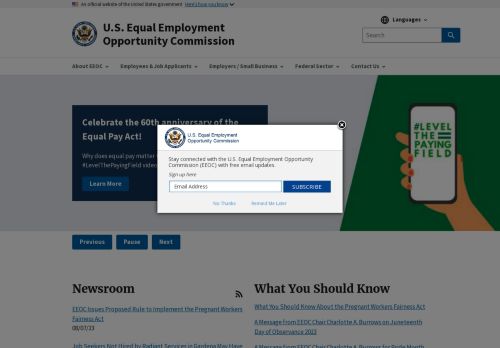 An official website of the United States government Here's how you know
U.S. Equal Employment
Opportunity Commission
Languages
Search
About EEOC
Employees & Job Applicants
Employers / Small Business
Federal Sector
Contact Us
Celebrate the 60th anniversary of the
Equal Pay Act!
Why does equal pay matter
#LevelThePayingField video
Learn More
#LEVEL
THE
PAYING
FIELD
U.S. Equal Employment
Opportunity Commission
Stay connected with the U.S. Equal Employment Opportunity
Commission (EEOC) with free email updates.
Sign up here
Email Address
SUBSCRIBE
No Thanks
Remind Me Later
Previous
Pause
Next
Newsroom
EEOC Issues Proposed Rule to Implement the Pregnant Workers
Fairness Act
08/07/23
Job Seekers Not Hired by Radiant Services in Gardena May Have
What You Should Know
What You Should Know About the Pregnant Workers Fairness Act
A Message From EEOC Chair Charlotte A. Burrows on Juneteenth
Day of Observance 2023
A Message from EEOC Chair Charlotte A. Burrows for Pride Month